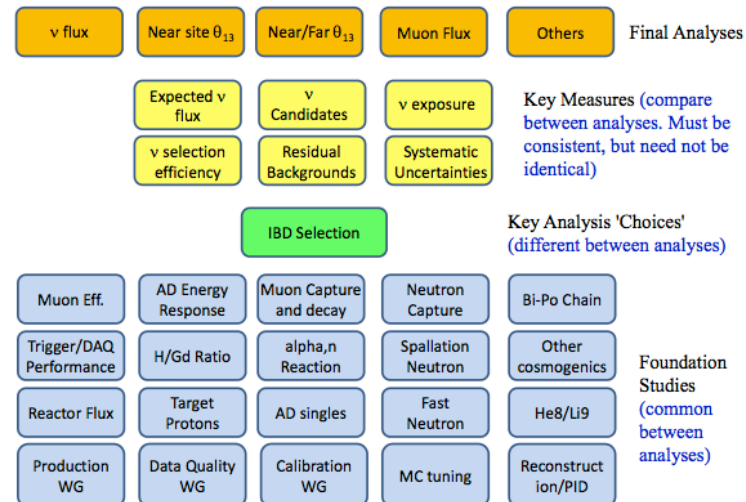 ν flux
Near site θ13
Near/Far θ13
Muon Flux
Others
Final Analyses
Expected ν
flux
ν
Candidates
ν exposure
ν selection
efficiency
Residual
Backgrounds
Systematic
Uncertainties
Key Measures (compare
between analyses. Must be
consistent, but need not be
identical)
IBD Selection
Key Analysis 'Choices'
(different between analyses)
Muon Eff.
AD Energy
Response
Muon Capture
and decay
Neutron
Capture
Bi-Po Chain
Trigger/DAQ
Performance
H/Gd Ratio
alpha,n
Reaction
Spallation
Neutron
Other
cosmogenics
Reactor Flux
Target
Protons
AD singles
Fast
Neutron
He8/Li9
Production
WG
Data Quality
WG
Calibration
WG
MC tuning
Reconstruct
ion/PID
Foundation
Studies
(common
between
analyses)